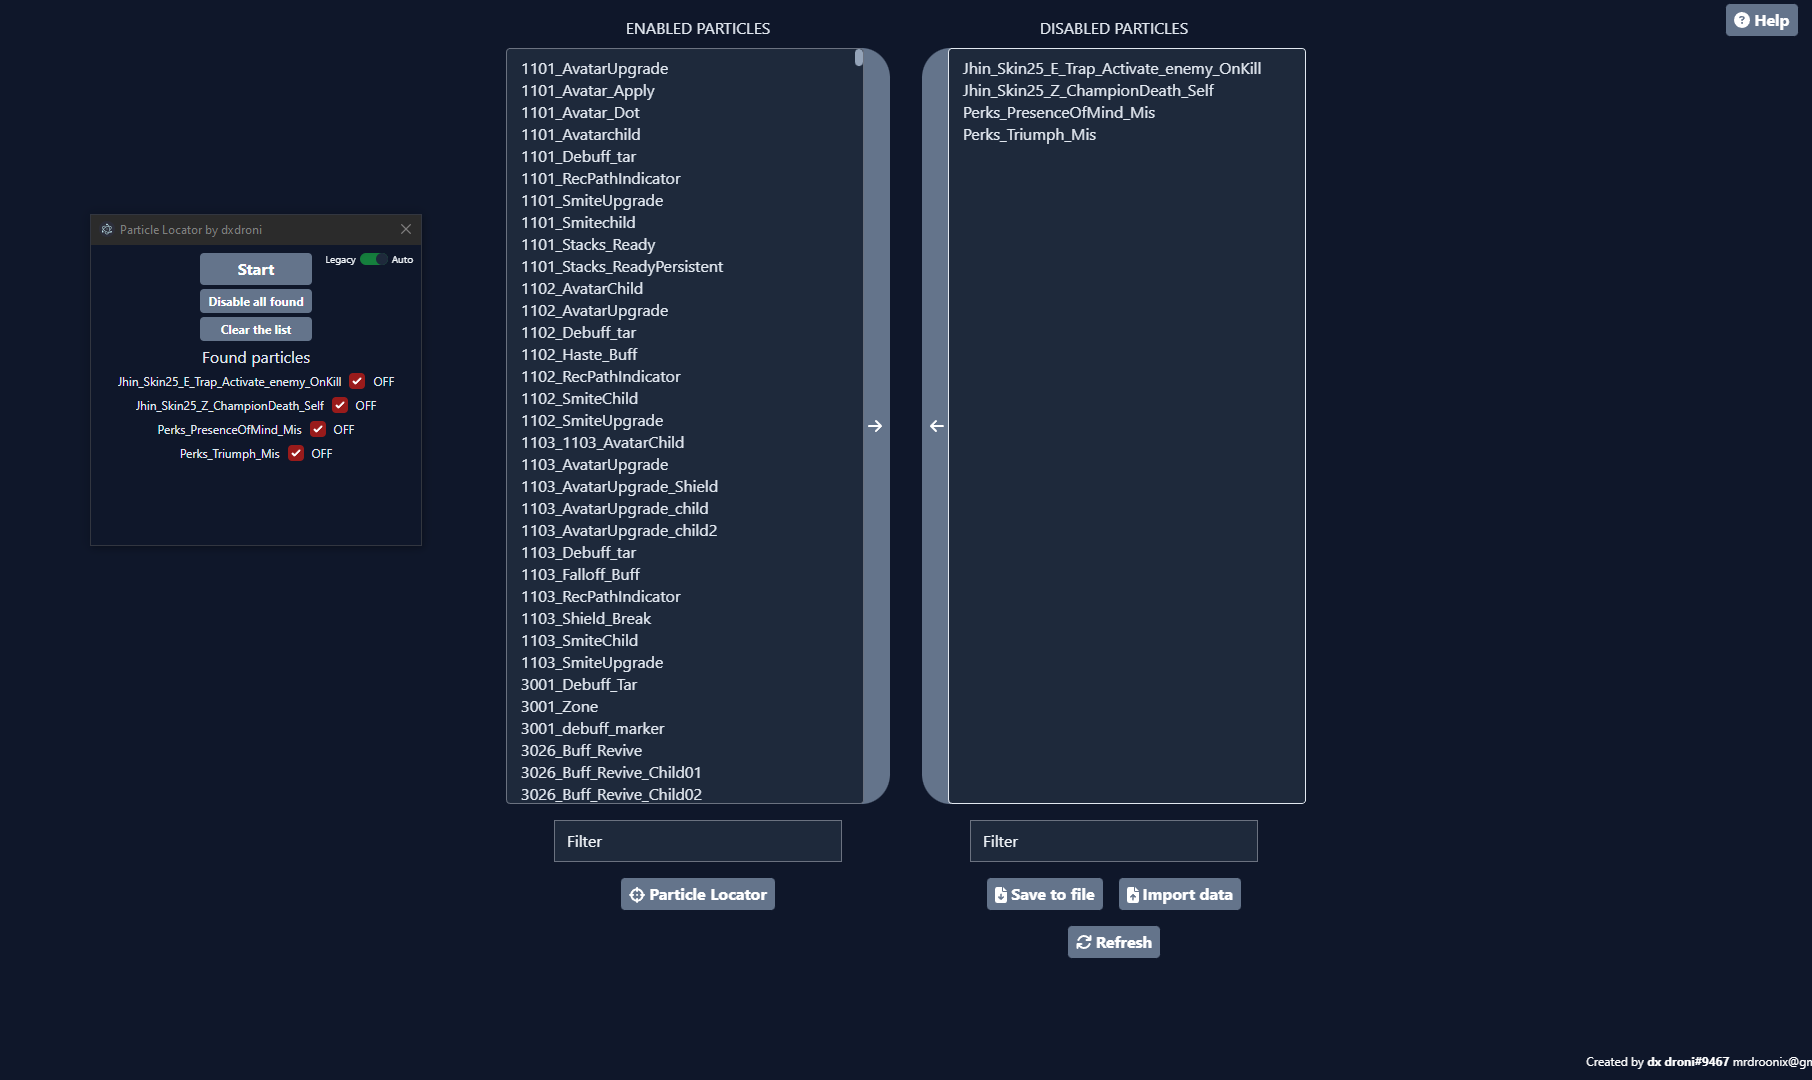 ENABLED PARTICLES
DISABLED PARTICLES
Help
1101_AvatarUpgrade
1101_Avatar_Apply
1101_Avatar_Dot
1101_Avatarchild
1101_Debuff_tar
1101_RecPathIndicator
1101_SmiteUpgrade
1101_Smitechild
1101_Stacks_Ready
1101_Stacks_ReadyPersistent
1102_AvatarChild
1102_AvatarUpgrade
1102_Debuff_tar
1102_Haste_Buff
1102_RecPathIndicator
1102_SmiteChild
1102_SmiteUpgrade
1103_1103_AvatarChild
1103_AvatarUpgrade
1103_AvatarUpgrade_Shield
1103_AvatarUpgrade_child
1103_AvatarUpgrade_child2
1103_Debuff_tar
1103_Falloff_Buff
1103_RecPathIndicator
1103_Shield_Break
1103_SmiteChild
1103_SmiteUpgrade
3001_Debuff_Tar
3001_Zone
3001_debuff_marker
3026_Buff_Revive
3026_Buff_Revive_Child01
3026_Buff_Revive_Child02
Jhin_Skin25_E_Trap_Activate_enemy_OnKill
Jhin_Skin25_Z_ChampionDeath_Self
Perks_PresenceOfMind_Mis
Perks_Triumph_Mis
Particle Locator by dxdroni
Start
Legacy Auto
Disable all found
Clear the list
Found particles
Jhin_Skin25_E_Trap_Activate_enemy_OnKill OFF
Jhin_Skin25_Z_ChampionDeath_Self OFF
Perks_PresenceOfMind_Mis OFF
Perks_Triumph_Mis OFF
Filter
Filter
Particle Locator
Save to file
Import data
Refresh
Created by dx droni#9467 mrdroonix@gm